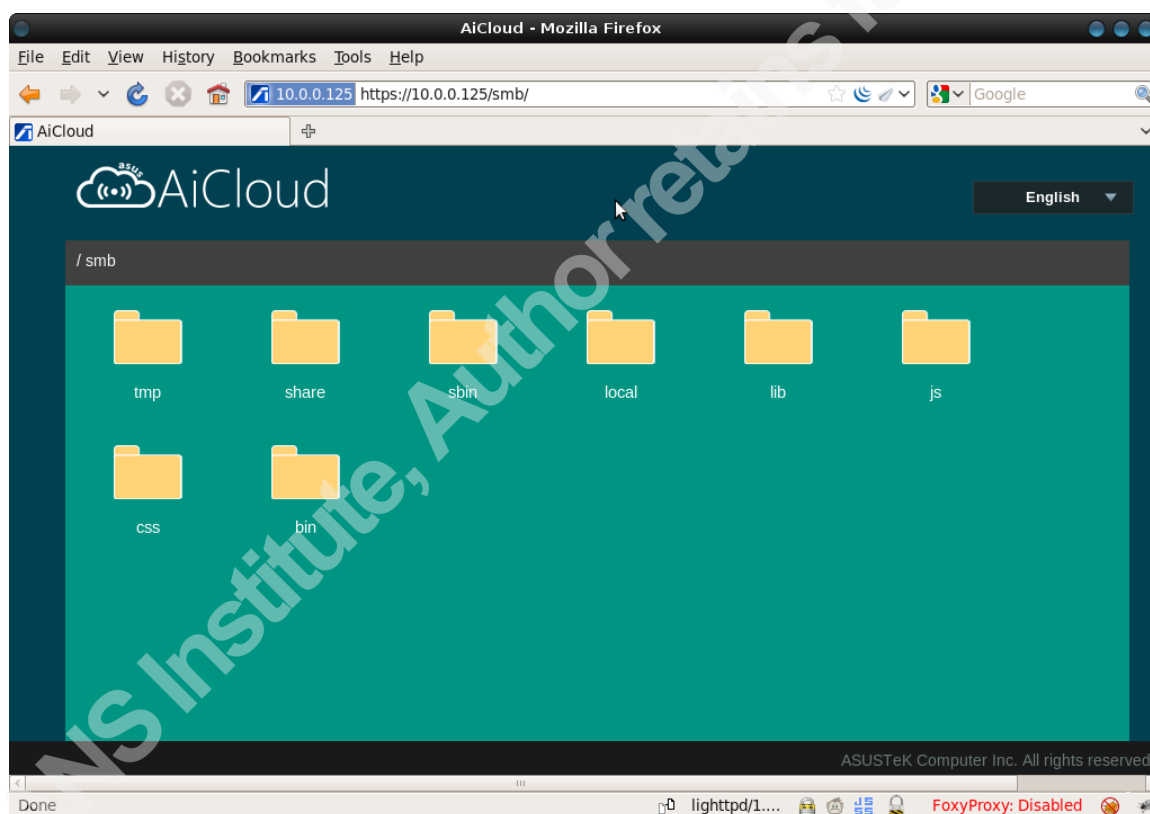 AiCloud - Mozilla Firefox
File Edit View History Bookmarks Tools Help
10.0.0.125 https://10.0.0.125/smb/ Google
AiCloud
asus
AiCloud
English
/ smb
tmp share sbin local lib js
css bin
NS Institute, Author retains
ASUSTeK Computer Inc. All rights reserved
Done lighttpd/1.... FoxyProxy: Disabled